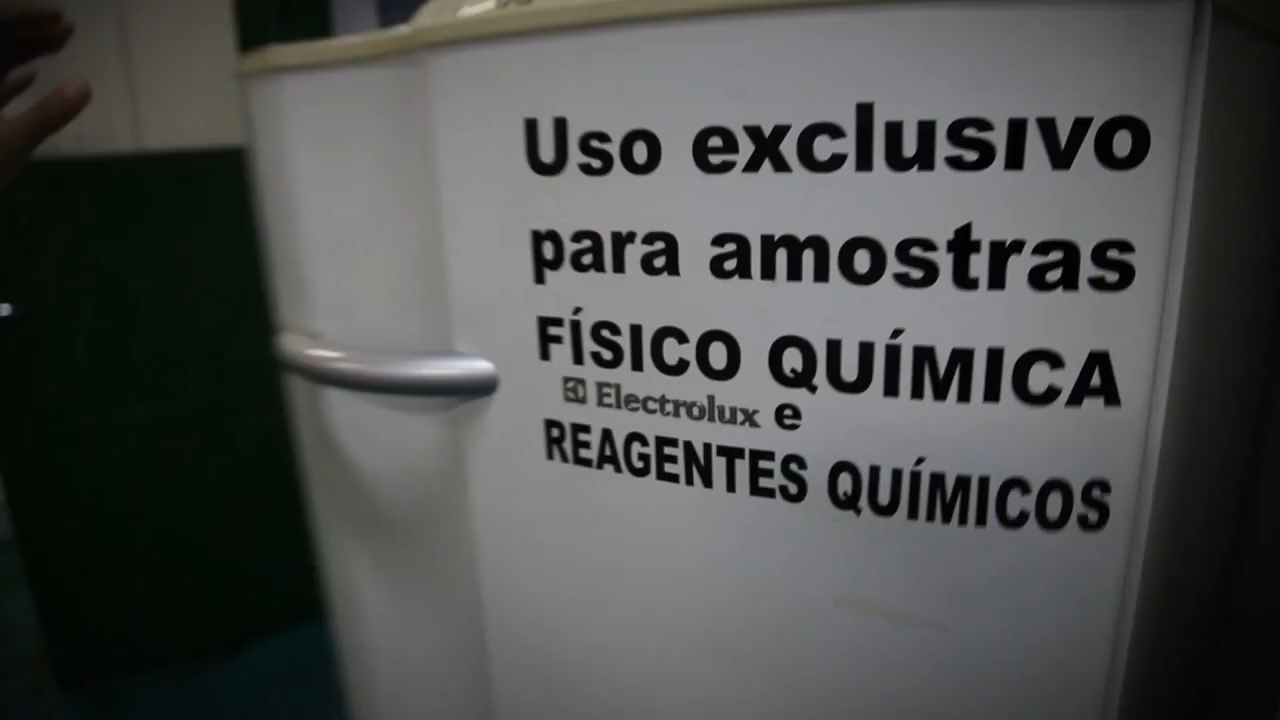 Uso exclusivo
para amostras
FÍSICO QUÍMICA
Electrolux e
REAGENTES QUÍMICOS